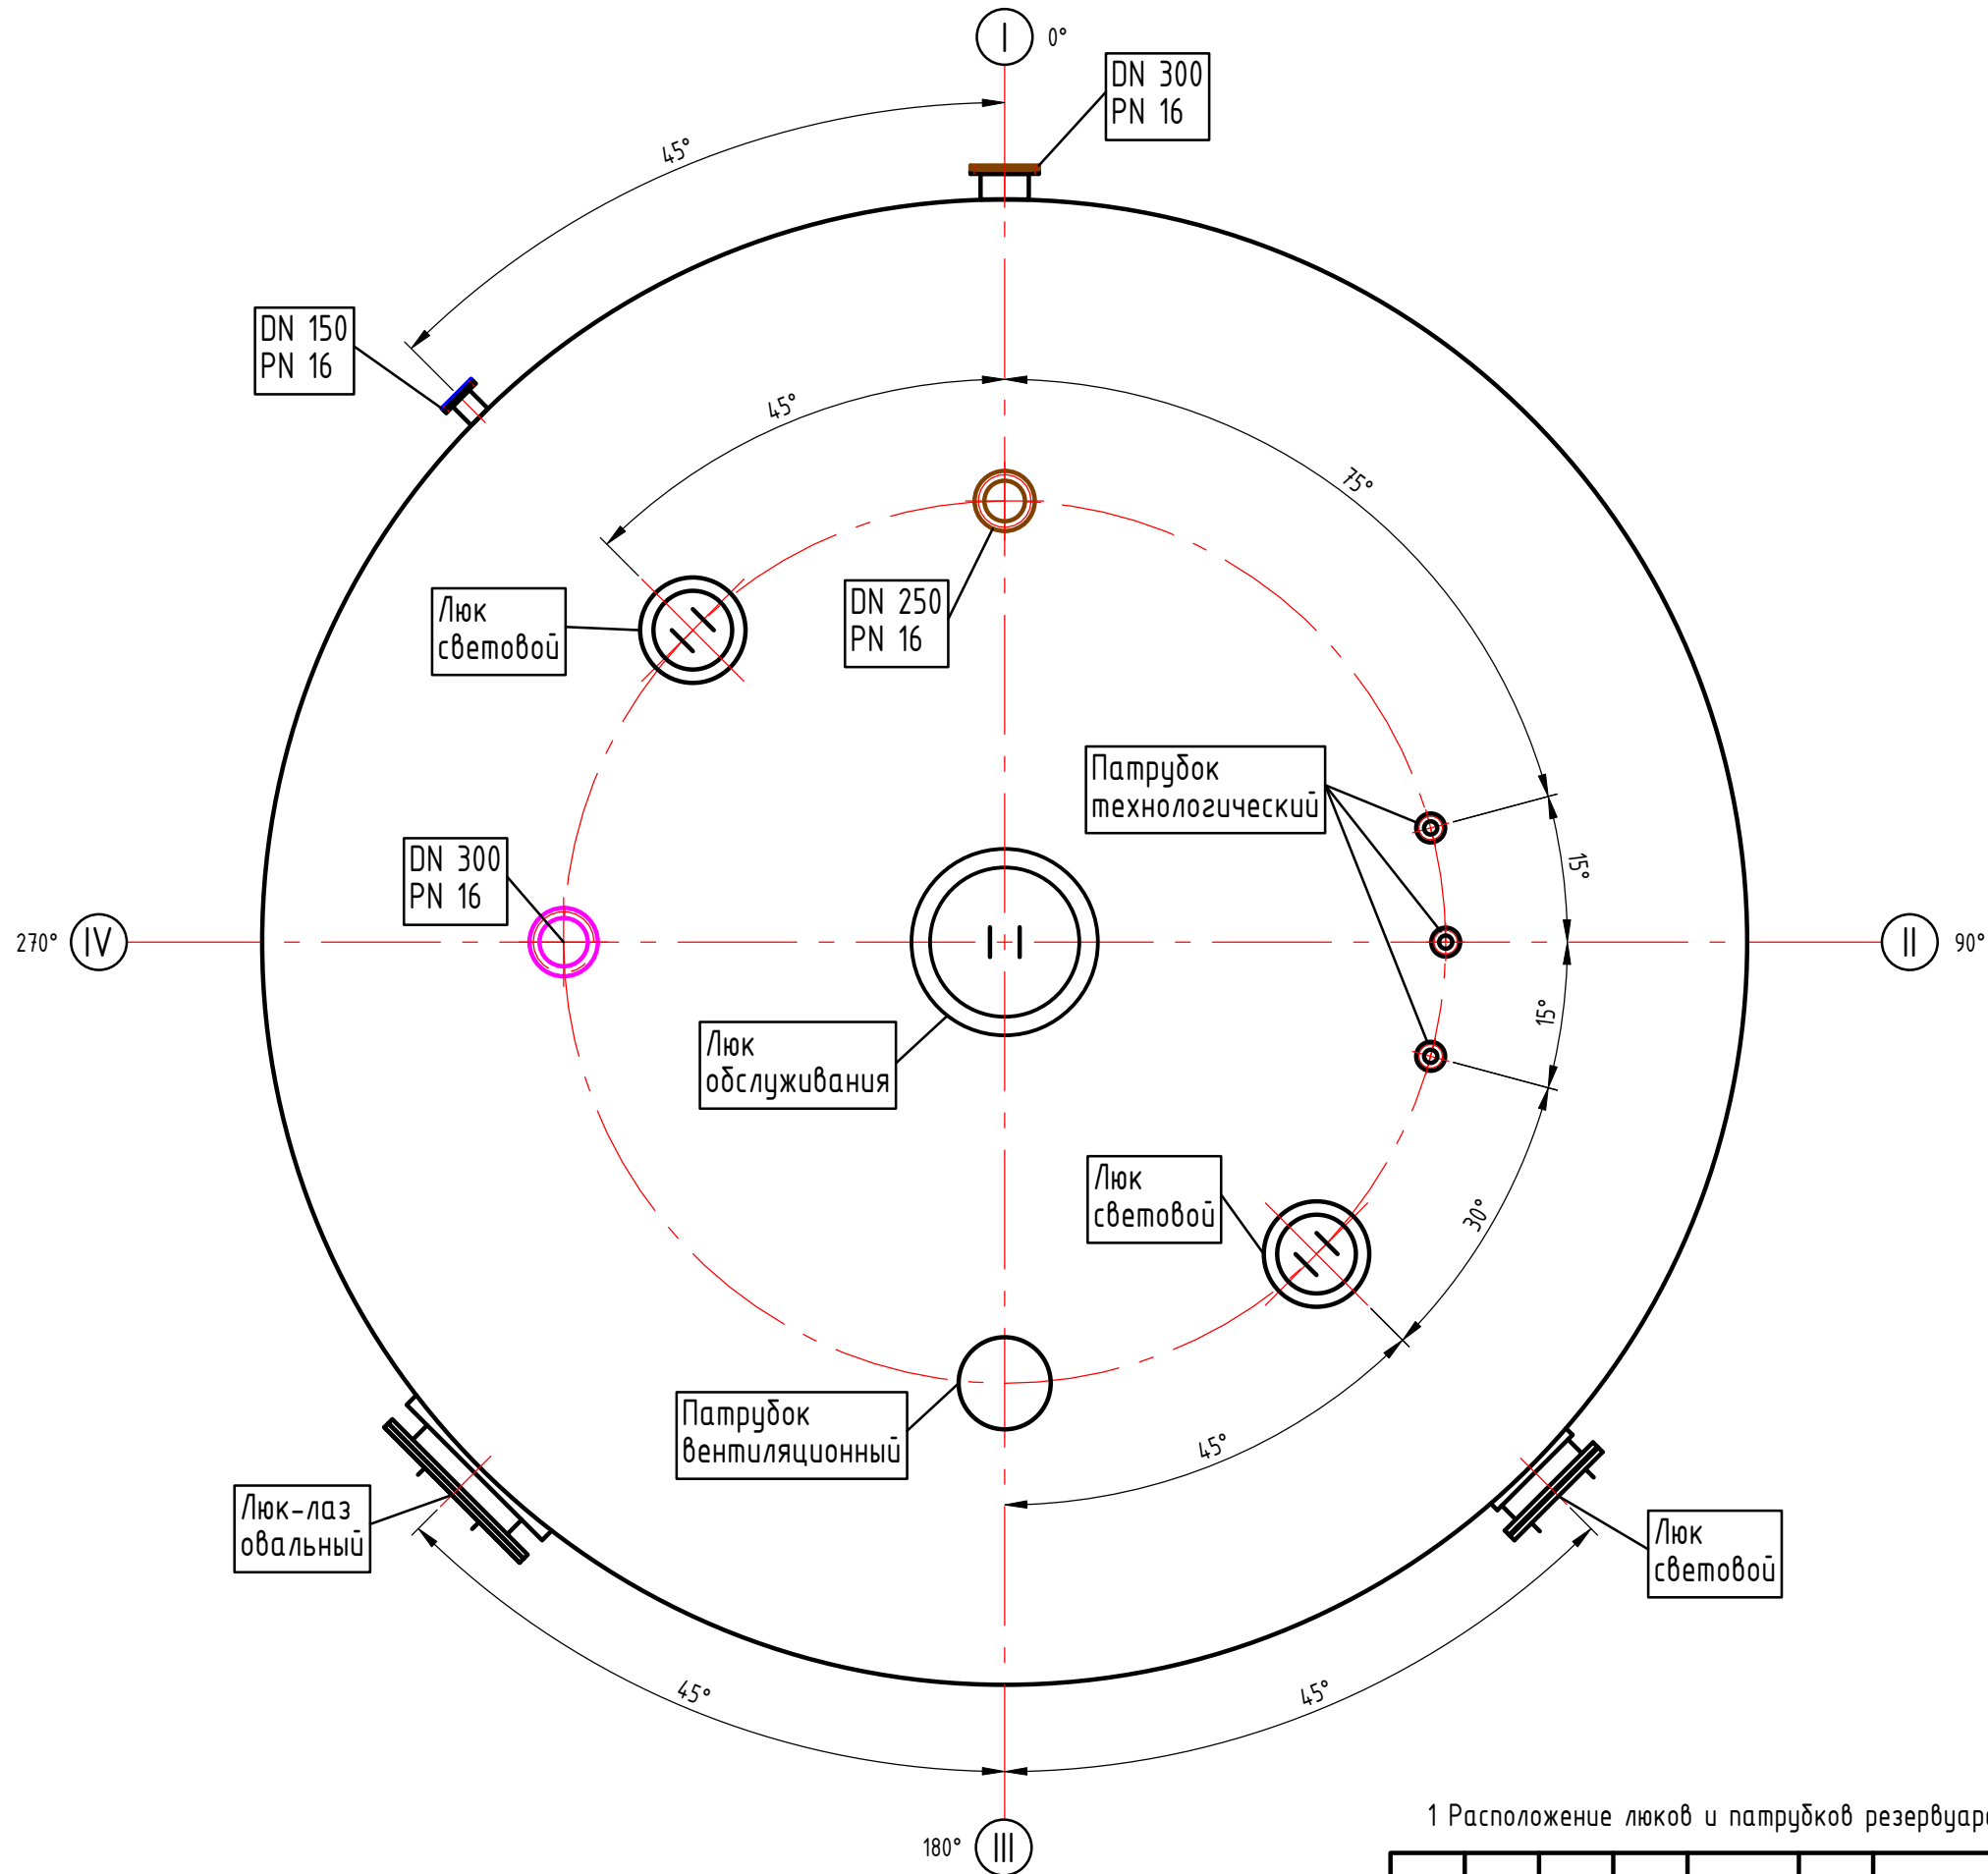 I
0°
DN 300
PN 16
45°
DN 150
PN 16
45°
75°
Люк
световой
DN 250
PN 16
Патрубок
технологический
DN 300
PN 16
15°
270°
IV
II
90°
15°
Люк
обслуживания
Люк
световой
30°
Патрубок
вентиляционный
45°
Люк-лаз
овальный
Люк
световой
45°
45°
1 Расположение люков и патрубков
180°
III